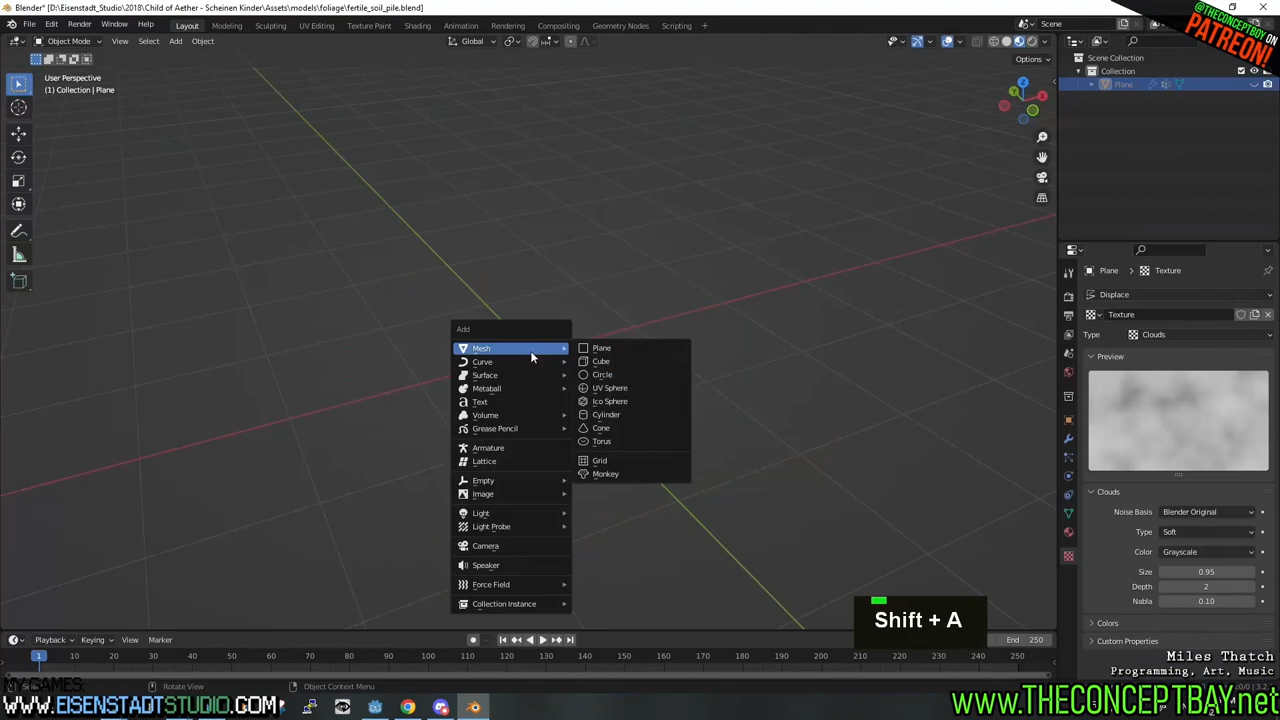 Blender* [D:\Eisenstadt_Studio\2018\Child of Aether - Scheinen Kinder\Assets\models\foliage\fertile_soil_pile.blend]
File Edit Render Window Help Layout Modeling Sculpting UV Editing Texture Paint Shading Animation Rendering Compositing Geometry Nodes Scripting + Scene
Object Mode View Select Add Object Global
Options
@THECONCEPTBOY ON
PATREON!
User Perspective
(1) Collection | Plane
Scene Collection
Collection
Plane
X
Y
Z
Add
Mesh
Curve
Surface
Metaball
Text
Volume
Grease Pencil
Armature
Lattice
Empty
Image
Light
Light Probe
Camera
Speaker
Force Field
Collection Instance
Plane
Cube
Circle
UV Sphere
Ico Sphere
Cylinder
Cone
Torus
Grid
Monkey
Plane Texture
Displace
Texture
Type Clouds
Preview
Clouds
Noise Basis Blender Original
Type Soft
Color Grayscale
Size 0.95
Depth 2
Nabla 0.10
Colors
Custom Properties
Shift + A
Playback Keying View Marker
End 250
1 10 20 30 40 50 60 70 80 90 100 110 120 130 140 150 160 170 180 190 200 210 220 230 240 250
Rotate View Object Context Menu
Miles Thatch
Programming, Art, Music
MY GAMES:
www.EISENSTADTSTUDIO.COM
www.THECONCEPTBAY.net